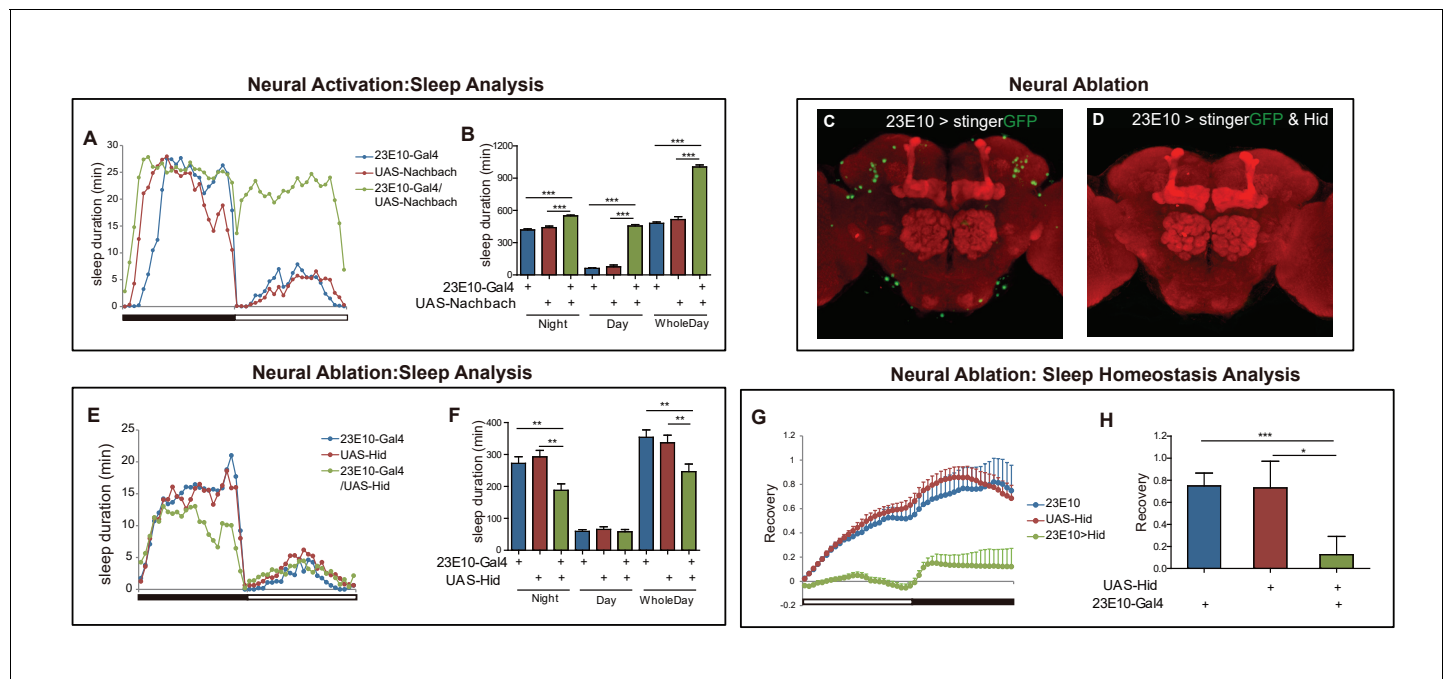 Neural Activation:Sleep Analysis
A
sleep duration (min)
35
30
25
20
15
10
5
0
23E10-Gal4
UAS-Nachbach
23E10-Gal4/
UAS-Nachbach
B
sleep duration (min)
1200
900
600
300
0
***
***
***
***
***
***
23E10-Gal4 + + + + + +
UAS-Nachbach + + + + + +
Night Day WholeDay
Neural Ablation
C 23E10 > stingerGFP
D 23E10 > stingerGFP & Hid
Neural Ablation:Sleep Analysis
E
sleep duration (min)
25
20
15
10
5
0
23E10-Gal4
UAS-Hid
23E10-Gal4
/UAS-Hid
F
sleep duration (min)
400
300
200
100
0
**
**
**
**
23E10-Gal4 + + + + + +
UAS-Hid + + + + + +
Night Day WholeDay
Neural Ablation: Sleep Homeostasis Analysis
G
Recovery
1.2
1
0.8
0.6
0.4
0.2
0
-0.2
23E10
UAS-Hid
23E10>Hid
H
Recovery
1.2
1.0
0.8
0.6
0.4
0.2
0.0
***
*
UAS-Hid + +
23E10-Gal4 + +